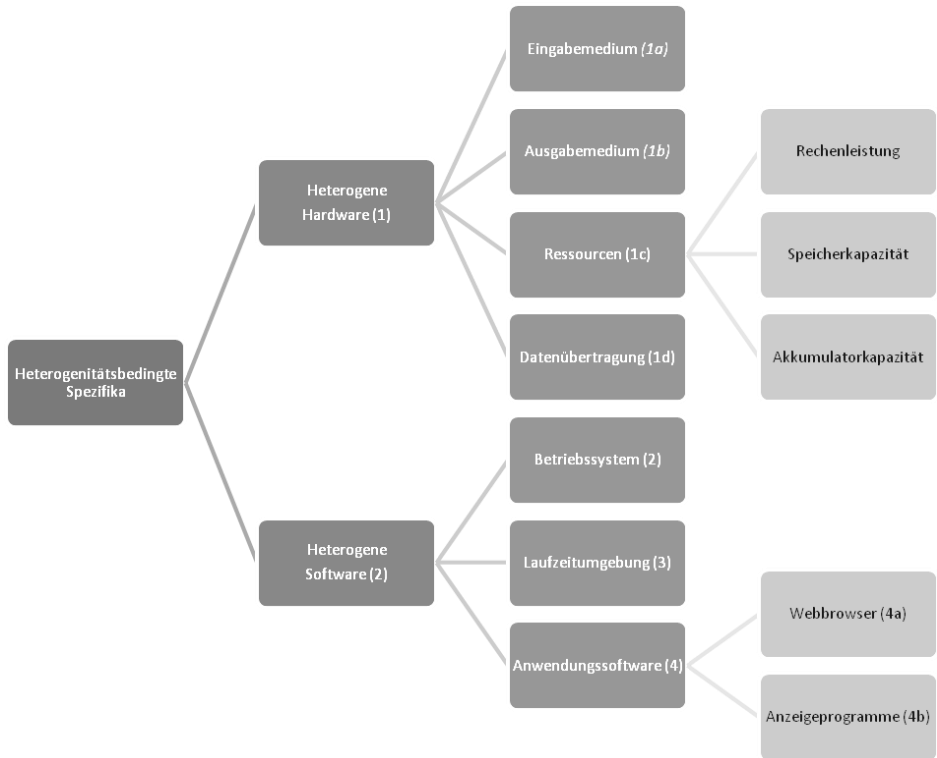 Heterogenitätsbedingte
Spezifika
Heterogene
Hardware (1)
Eingabemedium (1a)
Ausgabemedium (1b)
Ressourcen (1c)
Rechenleistung
Speicherkapazität
Akkumulatorkapazität
Datenübertragung (1d)
Heterogene
Software (2)
Betriebssystem (2)
Laufzeitumgebung (3)
Anwendungssoftware (4)
Webbrowser (4a)
Anzeigeprogramme (4b)